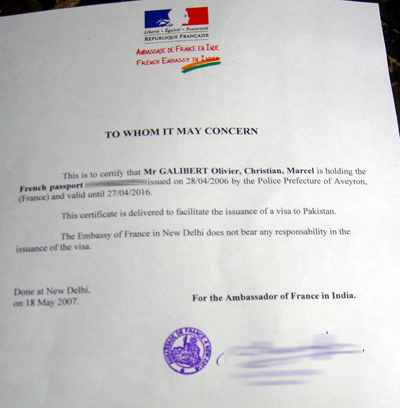 Liberté • Égalité • Fraternité
RÉPUBLIQUE FRANÇAISE
AMBASSADE DE FRANCE EN INDE
FRENCH EMBASSY IN INDIA
TO WHOM IT MAY CONCERN
This is to certify that Mr GALIBERT Olivier, Christian, Marcel is holding the
French passport issued on 28/04/2006 by the Police Prefecture of Aveyron,
(France) and valid until 27/04/2016.
This certificate is delivered to facilitate the issuance of a visa to Pakistan.
The Embassy of France in New Delhi does not bear any responsability in the
issuance of the visa.
Done at New Delhi,
on 18 May 2007.
For the Ambassador of France in India.
AMBASSADE DE FRANCE A NEW DELHI